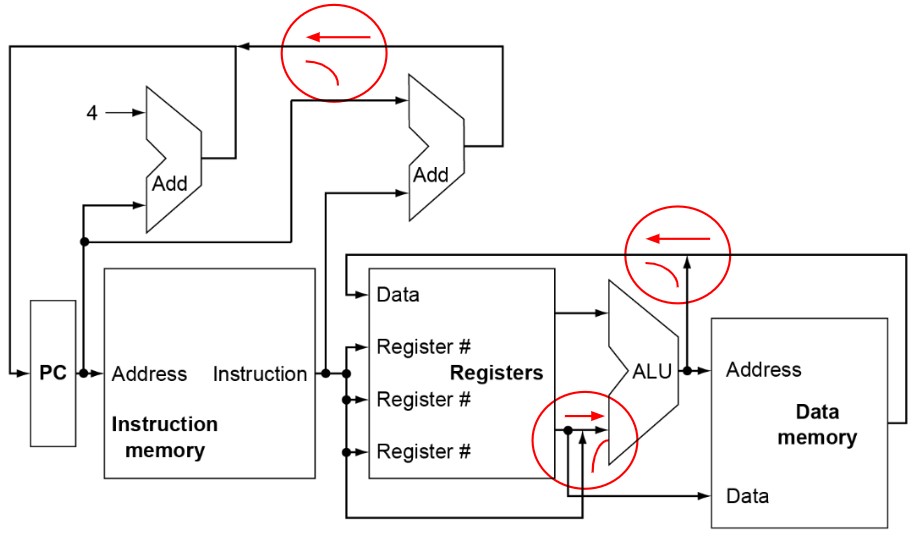 4
Add
Add
PC
Address
Instruction
Instruction
memory
Data
Register #
Registers
Register #
Register #
ALU
Address
Data
memory
Data